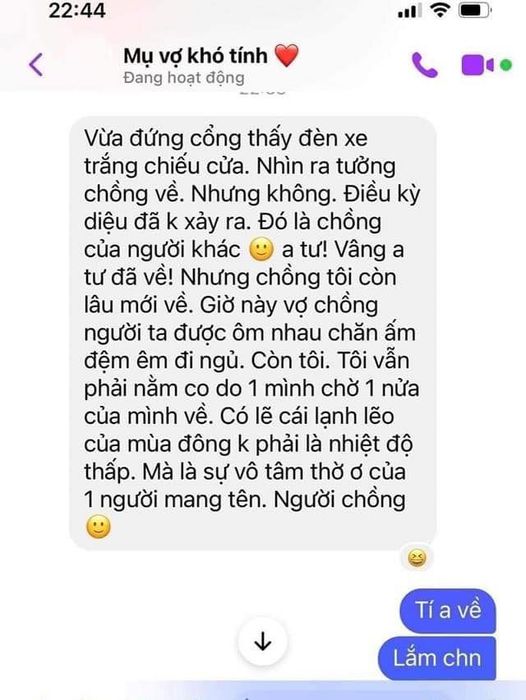 22:44
Mụ vợ khó tính ❤️
Đang hoạt động
Vừa đứng cổng thấy đèn xe
trắng chiếu cửa. Nhìn ra tưởng
chồng về. Nhưng không. Điều kỳ
diệu đã k xảy ra. Đó là chồng
của người khác 🙂 a tư! Vâng a
tư đã về! Nhưng chồng tôi còn
lâu mới về. Giờ này vợ chồng
người ta được ôm nhau chăn ấm
đệm êm đi ngủ. Còn tôi. Tôi vẫn
phải nằm co do 1 mình chờ 1 nửa
của mình về. Có lẽ cái lạnh lẽo
của mùa đông k phải là nhiệt độ
thấp. Mà là sự vô tâm thờ ơ của
1 người mang tên. Người chồng
🙂
😆
Tí a về
Lắm chn